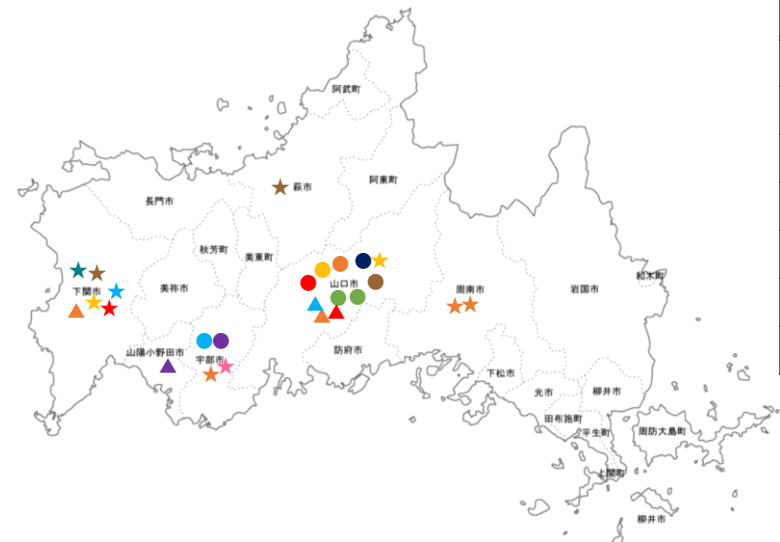 阿武町
萩市
阿東町
長門市
秋芳町
美東町
和木町
下関市
美祢市
山口市
周南市
岩国市
山陽小野田市
宇部市
防府市
下松市
光市
柳井市
田布施町
平生町
周防大島町
上関町
柳井市